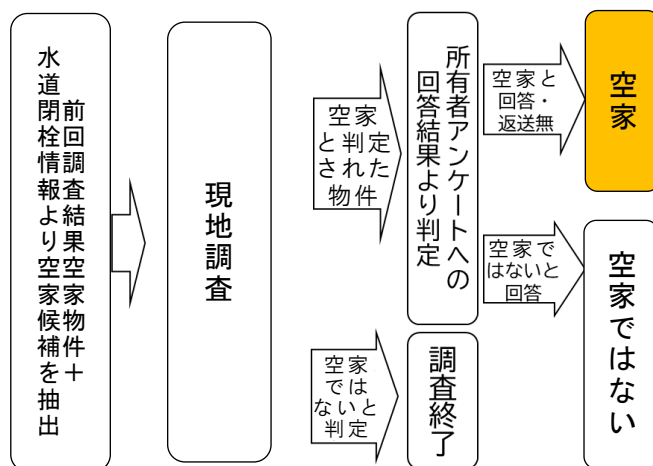 前回調査結果空家物件＋
水道閉栓情報より空家候補を抽出
現地調査
空家
と判定
された
物件
所有者アンケートへの
回答結果より判定
空家と
回答・
返送無
空家
空家で
はないと
回答
空家ではない
空家
では
ないと
判定
調査終了